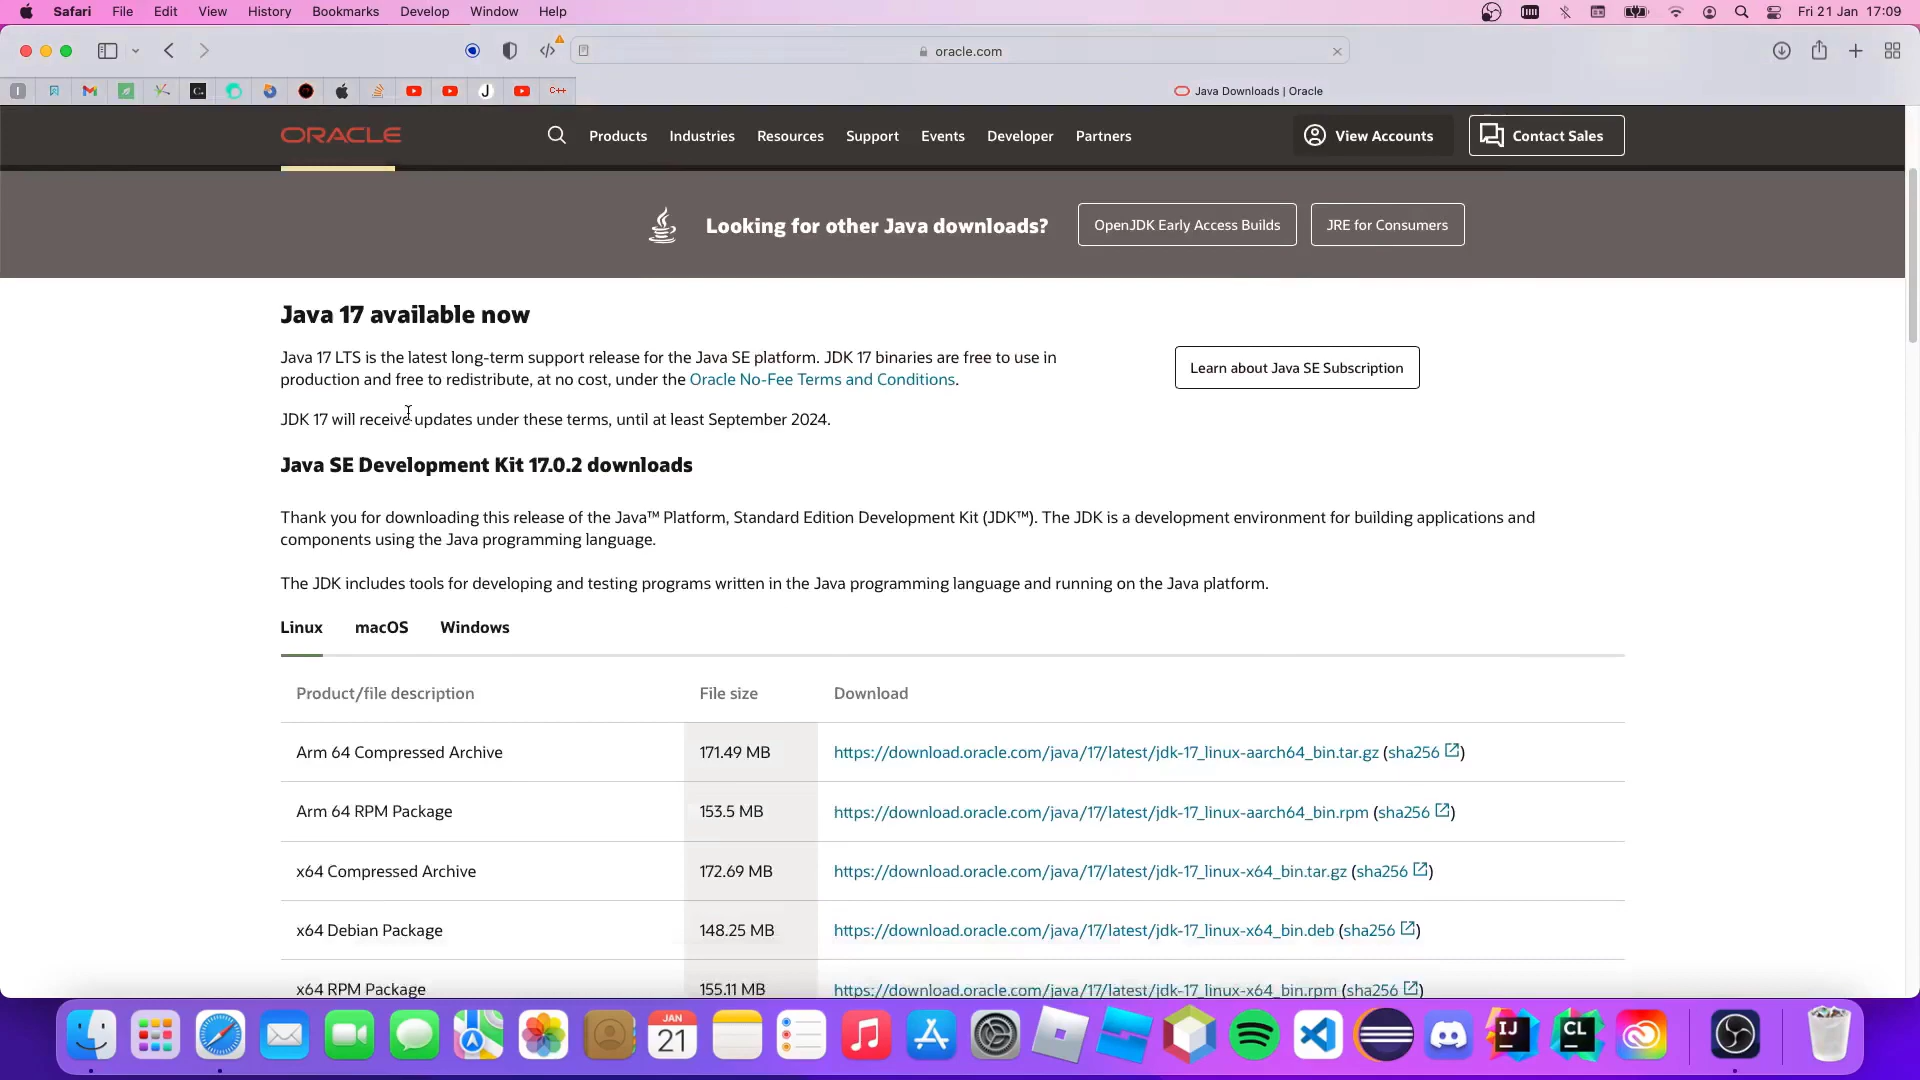 Safari File Edit View History Bookmarks Develop Window Help Fri 21 Jan 17:09
oracle.com
J C++ Java Downloads | Oracle
ORACLE Products Industries Resources Support Events Developer Partners View Accounts Contact Sales
Looking for other Java downloads? OpenJDK Early Access Builds JRE for Consumers
Java 17 available now
Java 17 LTS is the latest long-term support release for the Java SE platform. JDK 17 binaries are free to use in
production and free to redistribute, at no cost, under the Oracle No-Fee Terms and Conditions.
Learn about Java SE Subscription
JDK 17 will receive updates under these terms, until at least September 2024.
Java SE Development Kit 17.0.2 downloads
Thank you for downloading this release of the Java™ Platform, Standard Edition Development Kit (JDK™). The JDK is a development environment for building applications and
components using the Java programming language.
The JDK includes tools for developing and testing programs written in the Java programming language and running on the Java platform.
Linux macOS Windows
Product/file description File size Download
Arm 64 Compressed Archive 171.49 MB https://download.oracle.com/java/17/latest/jdk-17_linux-aarch64_bin.tar.gz (sha256)
Arm 64 RPM Package 153.5 MB https://download.oracle.com/java/17/latest/jdk-17_linux-aarch64_bin.rpm (sha256)
x64 Compressed Archive 172.69 MB https://download.oracle.com/java/17/latest/jdk-17_linux-x64_bin.tar.gz (sha256)
x64 Debian Package 148.25 MB https://download.oracle.com/java/17/latest/jdk-17_linux-x64_bin.deb (sha256)
x64 RPM Package 155.11 MB https://download.oracle.com/java/17/latest/jdk-17_linux-x64_bin.rpm (sha256)
JAN
21
IJ CL